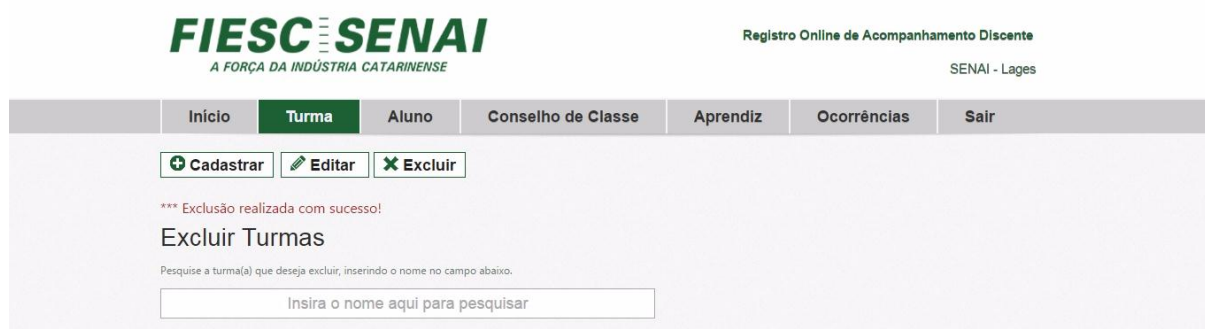 FIESC SENAI
A FORÇA DA INDÚSTRIA CATARINENSE
Registro Online de Acompanhamento Discente
SENAI - Lages
Início Turma Aluno Conselho de Classe Aprendiz Ocorrências Sair
Cadastrar Editar Excluir
*** Exclusão realizada com sucesso!
Excluir Turmas
Pesquise a turma(a) que deseja excluir, inserindo o nome no campo abaixo.
Insira o nome aqui para pesquisar